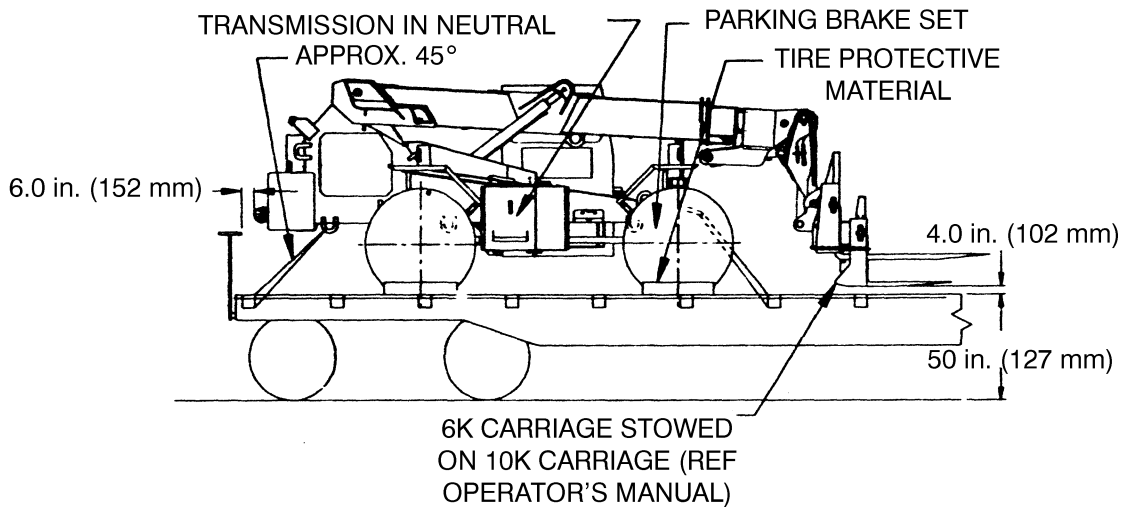 TRANSMISSION IN NEUTRAL
APPROX. 45°
PARKING BRAKE SET
TIRE PROTECTIVE
MATERIAL
6.0 in. (152 mm)
4.0 in. (102 mm)
50 in. (127 mm)
6K CARRIAGE STOWED
ON 10K CARRIAGE (REF
OPERATOR'S MANUAL)